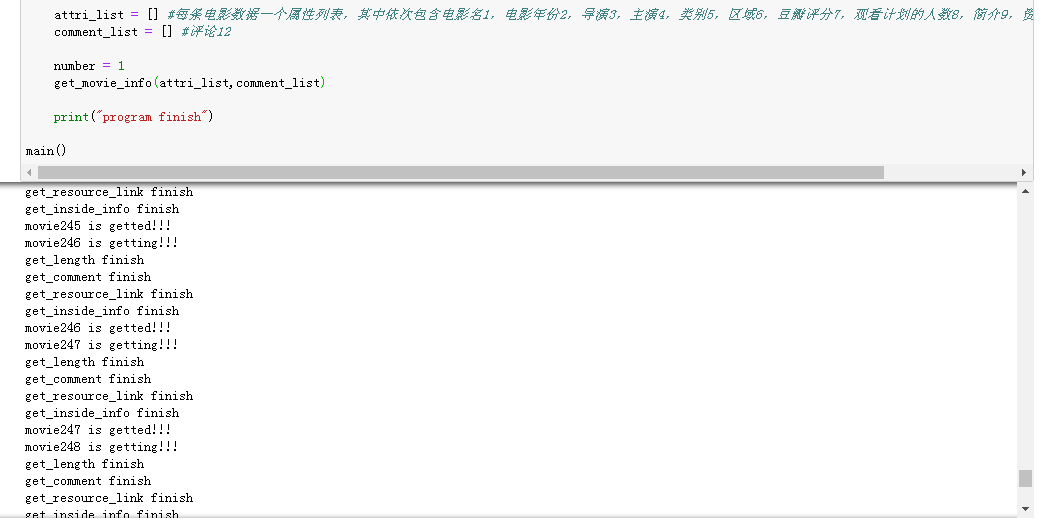 attri_list = [] #每条电影数据一个属性列表，其中依次包含电影名1，电影年份2，导演3，主演4，类别5，区域6，豆瓣评分7，观看计划的人数8，简介9，资
comment_list = [] #评论12
number = 1
get_movie_info(attri_list,comment_list)
print("program finish")
main()
get_resource_link finish
get_inside_info finish
movie245 is getted!!!
movie246 is getting!!!
get_length finish
get_comment finish
get_resource_link finish
get_inside_info finish
movie246 is getted!!!
movie247 is getting!!!
get_length finish
get_comment finish
get_resource_link finish
get_inside_info finish
movie247 is getted!!!
movie248 is getting!!!
get_length finish
get_comment finish
get_resource_link finish
get_inside_info finish